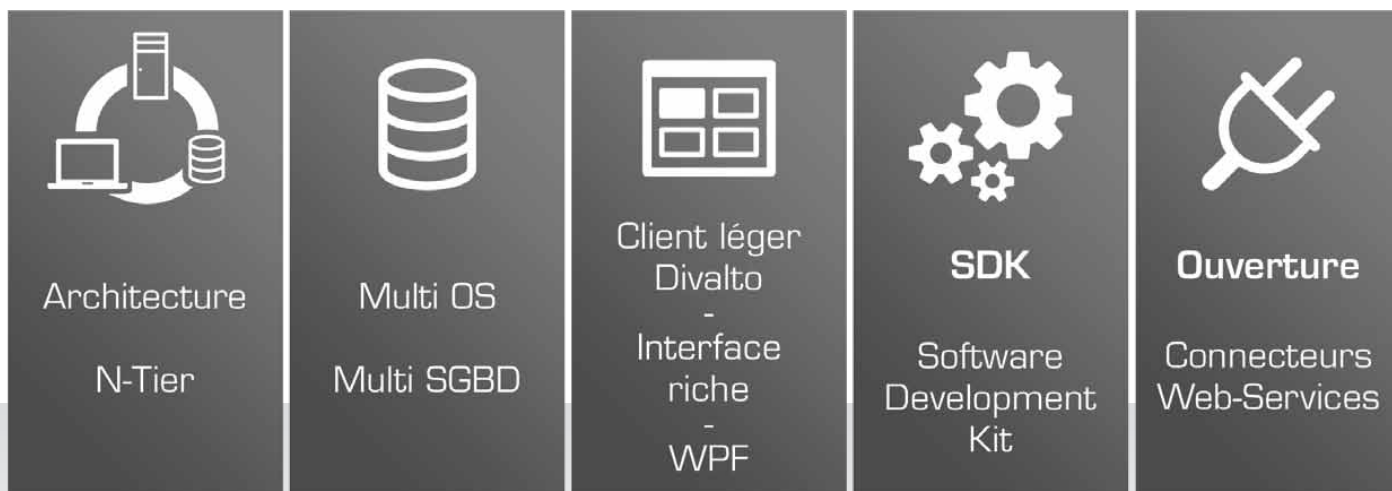 Architecture
N-Tier
Multi OS
Multi SGBD
Client léger
Divalto
-
Interface
riche
-
WPF
SDK
Software
Development
Kit
Ouverture
Connecteurs
Web-Services